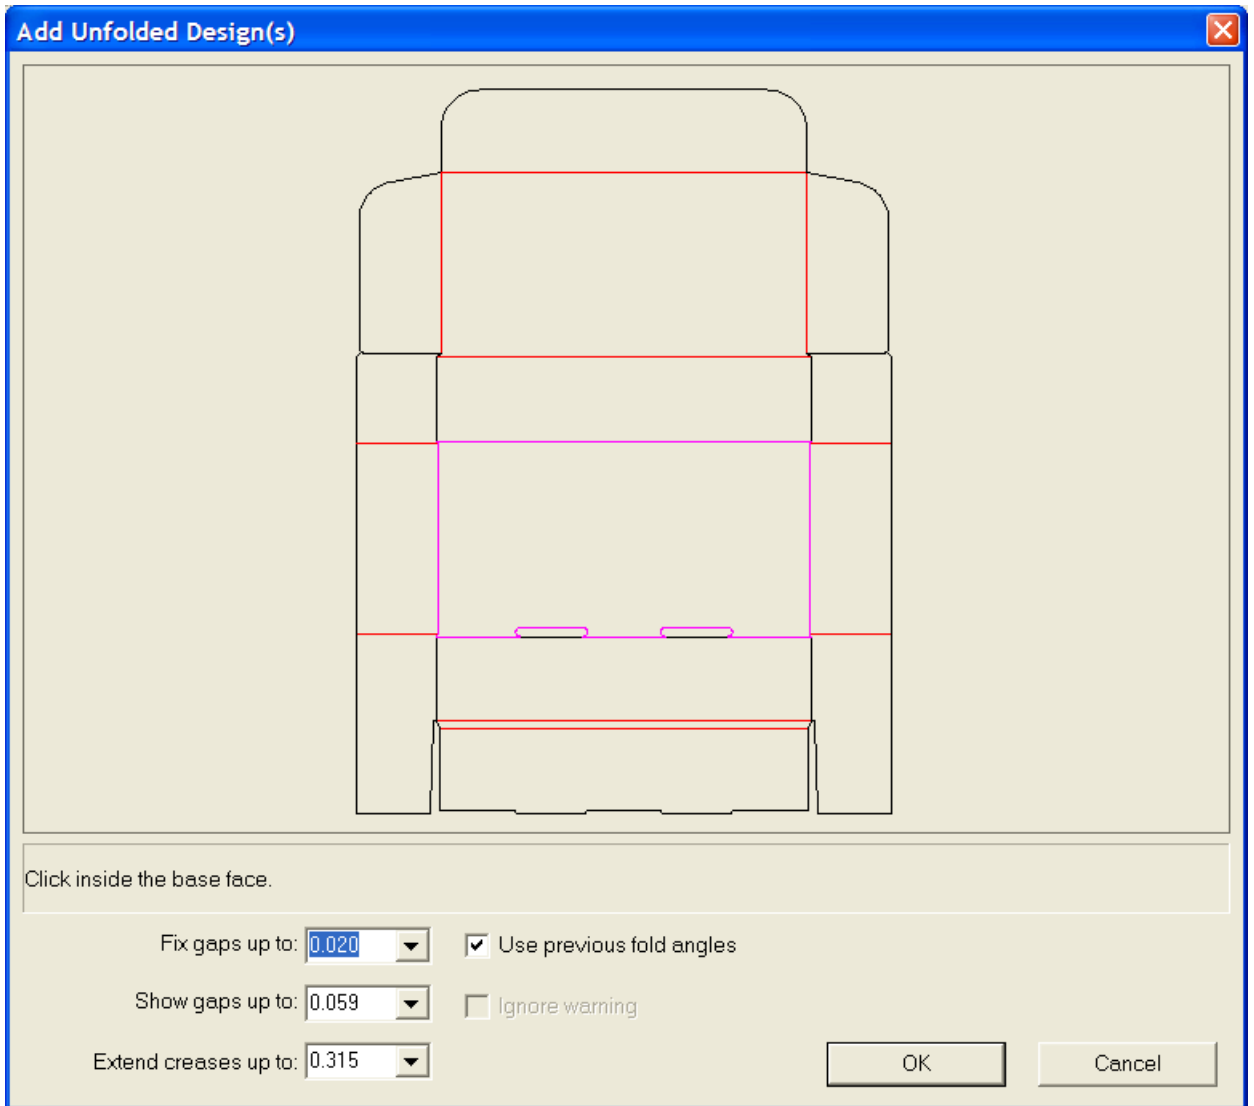 Add Unfolded Design(s)
Click inside the base face.
Fix gaps up to: 0.020 Use previous fold angles
Show gaps up to: 0.059 Ignore warning
Extend creases up to: 0.315 OK Cancel